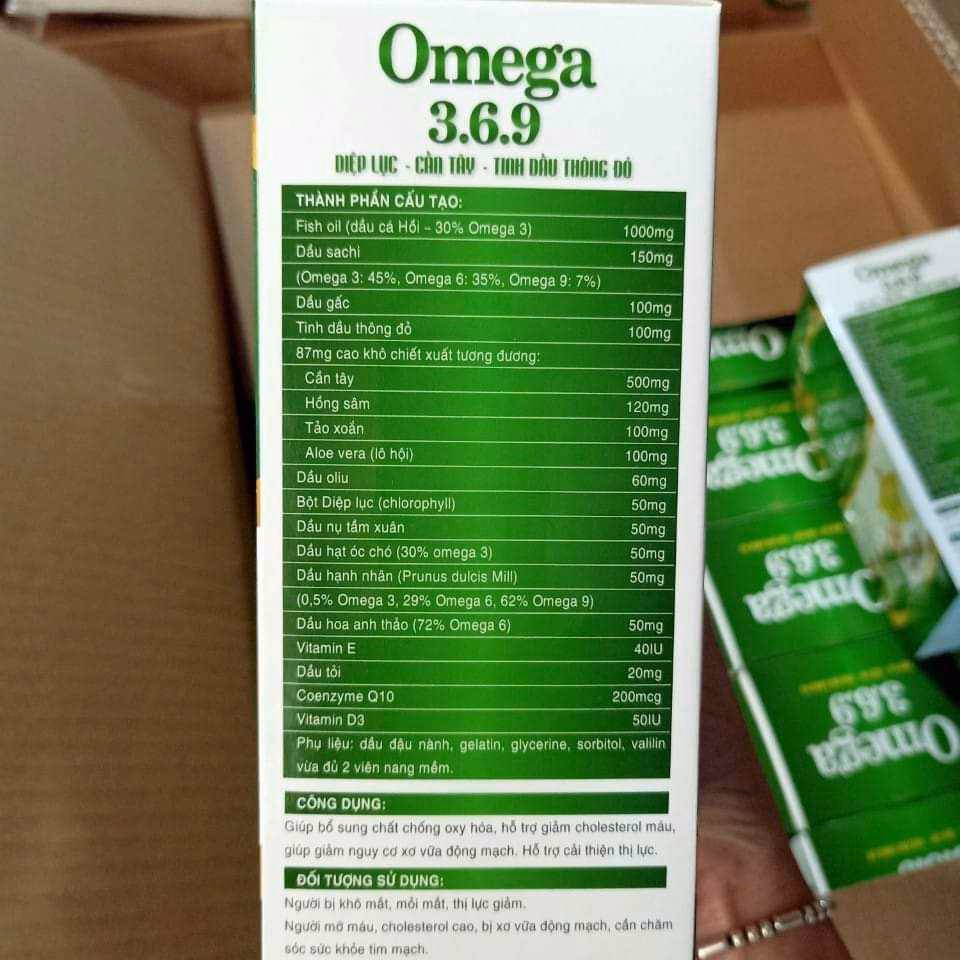 Omega
3.6.9
DIỆP LỤC - CẦN TÂY - TINH DẦU THÔNG ĐỎ
THÀNH PHẦN CẤU TẠO:
Fish oil (dầu cá Hồi – 30% Omega 3) 1000mg
Dầu sachi 150mg
(Omega 3: 45%, Omega 6: 35%, Omega 9: 7%)
Dầu gấc 100mg
Tinh dầu thông đỏ 100mg
87mg cao khô chiết xuất tương đương:
Cần tây 500mg
Hồng sâm 120mg
Tảo xoắn 100mg
Aloe vera (lô hội) 100mg
Dầu oliu 60mg
Bột Diệp lục (chlorophyll) 50mg
Dầu nụ tầm xuân 50mg
Dầu hạt óc chó (30% omega 3) 50mg
Dầu hạnh nhân (Prunus dulcis Mill) 50mg
(0,5% Omega 3, 29% Omega 6, 62% Omega 9)
Dầu hoa anh thảo (72% Omega 6) 50mg
Vitamin E 40IU
Dầu tỏi 20mg
Coenzyme Q10 200mcg
Vitamin D3 50IU
Phụ liệu: dầu đậu nành, gelatin, glycerine, sorbitol, valilin
vừa đủ 2 viên nang mềm.
CÔNG DỤNG:
Giúp bổ sung chất chống oxy hóa, hỗ trợ giảm cholesterol máu,
giúp giảm nguy cơ xơ vữa động mạch. Hỗ trợ cải thiện thị lực.
ĐỐI TƯỢNG SỬ DỤNG:
Người bị khô mắt, mỏi mắt, thị lực giảm.
Người mỡ máu, cholesterol cao, bị xơ vữa động mạch, cần chăm
sóc sức khỏe tim mạch.
Omega
3.6.9
Omega
Omega
3.6.9
Omega
3.6.9
Omega
3.6.9